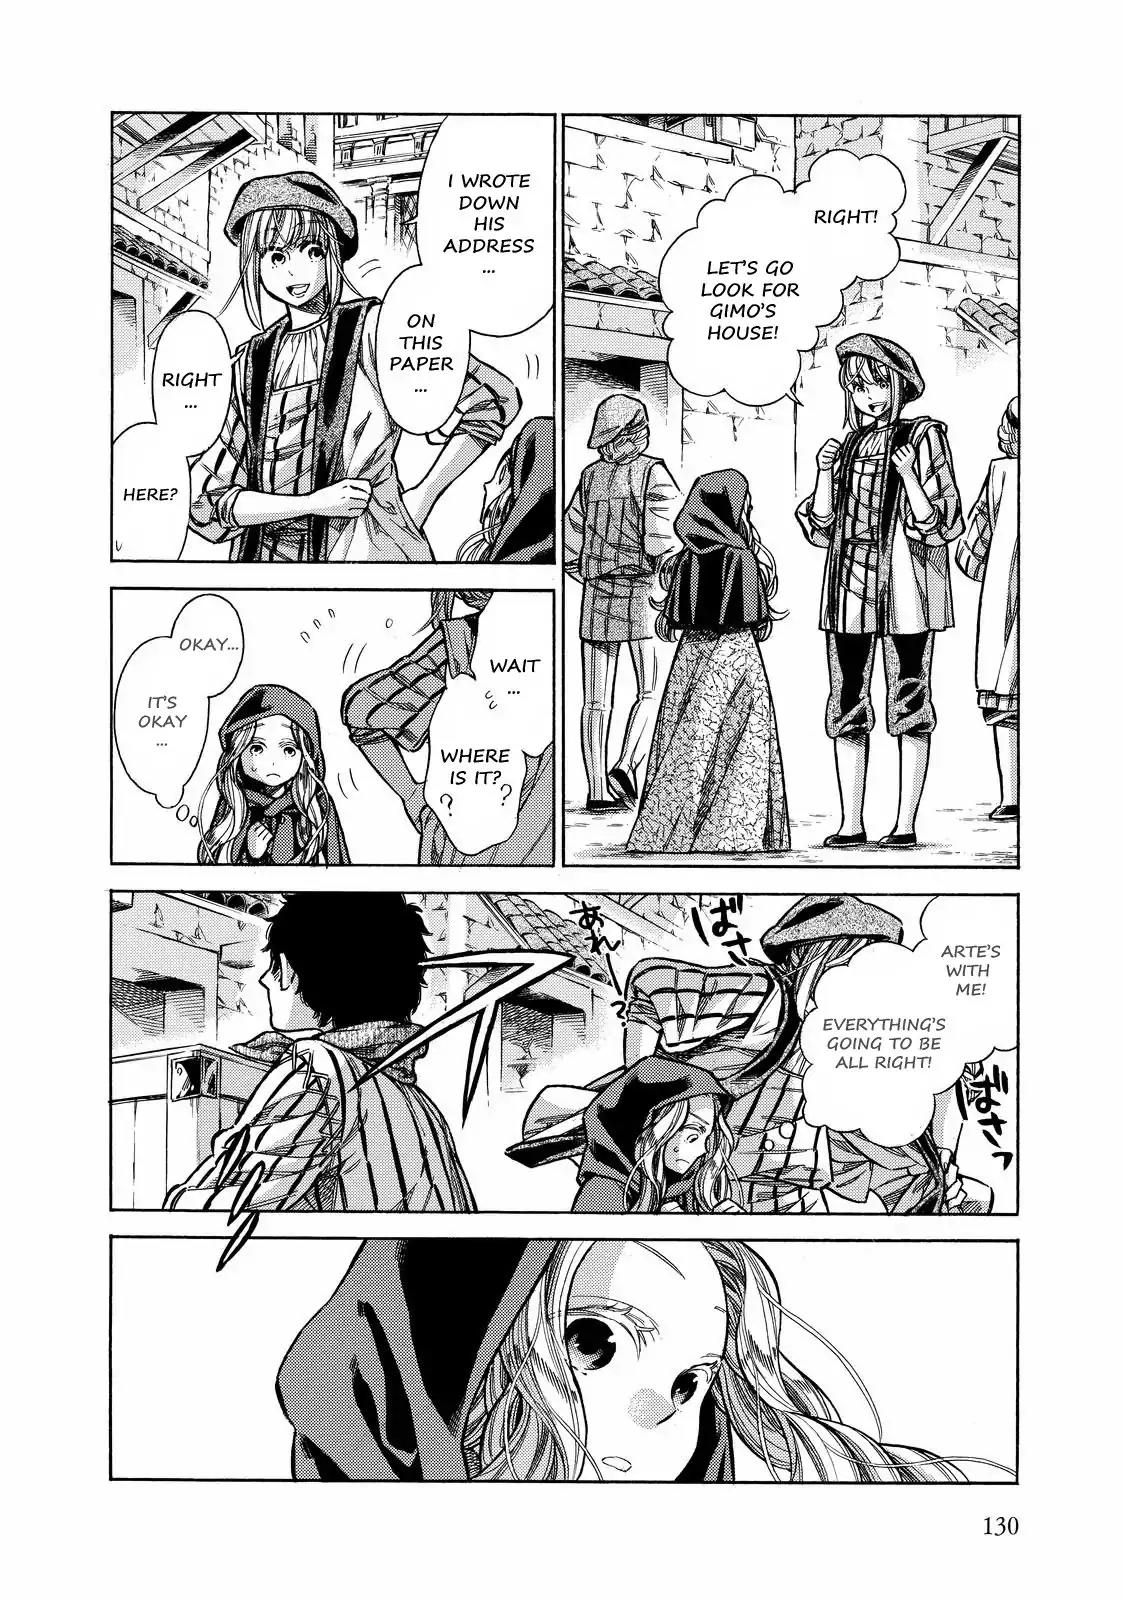 RIGHT!
LET'S GO
LOOK FOR
GIMO'S
HOUSE!
I WROTE
DOWN
HIS
ADDRESS
...
ON
THIS
PAPER
...
RIGHT
...
HERE?
WAIT
...
WHERE
IS IT?
?
?
OKAY...
IT'S
OKAY
...
ARTE'S
WITH
ME!
EVERYTHING'S
GOING TO BE
ALL RIGHT!
ばさっ
ばさ
あれー?
130